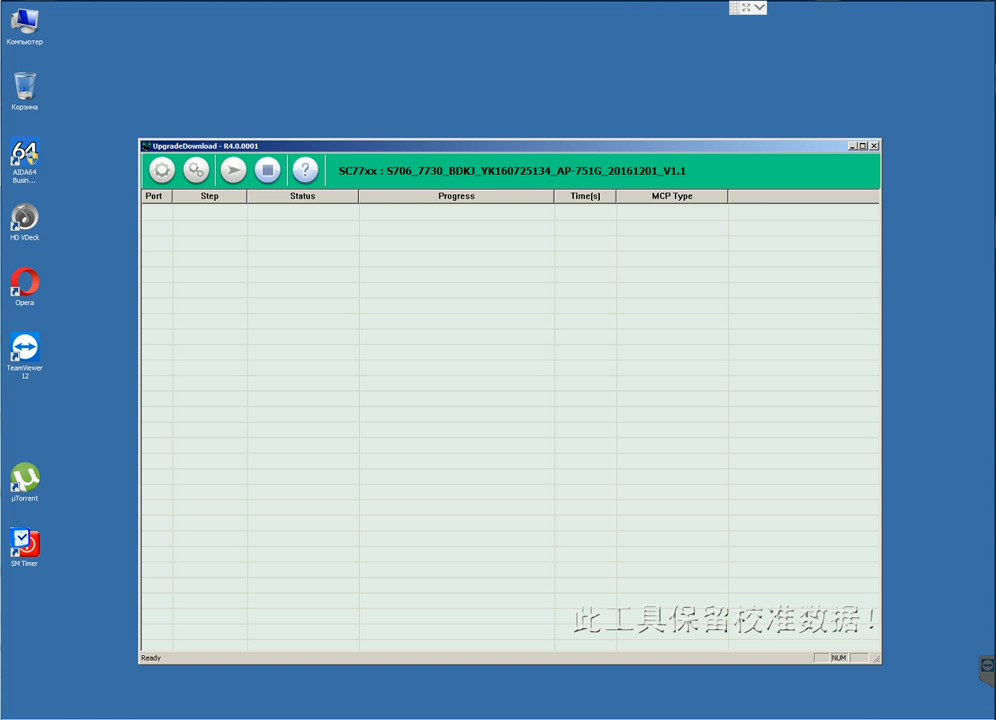 Компьютер
Корзина
64
AIDA64
Busin...
HD VDeck
Opera
TeamViewer
12
µTorrent
SM Timer
UpgradeDownload - R4.0.0001
SC77xx : S706_7730_BDKJ_YK160725134_AP-751G_20161201_V1.1
Port Step Status Progress Time(s) MCP Type
此工具保留校准数据！
Ready NUM